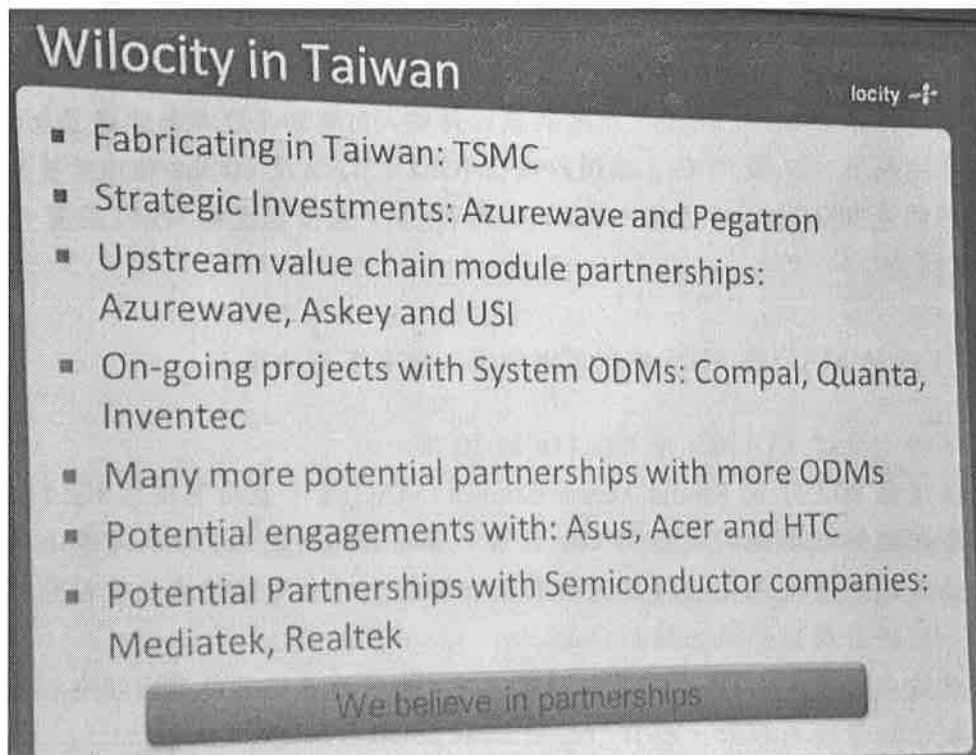 Wilocity in Taiwan
locity
▪ Fabricating in Taiwan: TSMC
▪ Strategic Investments: Azurewave and Pegatron
▪ Upstream value chain module partnerships:
Azurewave, Askey and USI
▪ On-going projects with System ODMs: Compal, Quanta,
Inventec
▪ Many more potential partnerships with more ODMs
▪ Potential engagements with: Asus, Acer and HTC
▪ Potential Partnerships with Semiconductor companies:
Mediatek, Realtek
We believe in partnerships